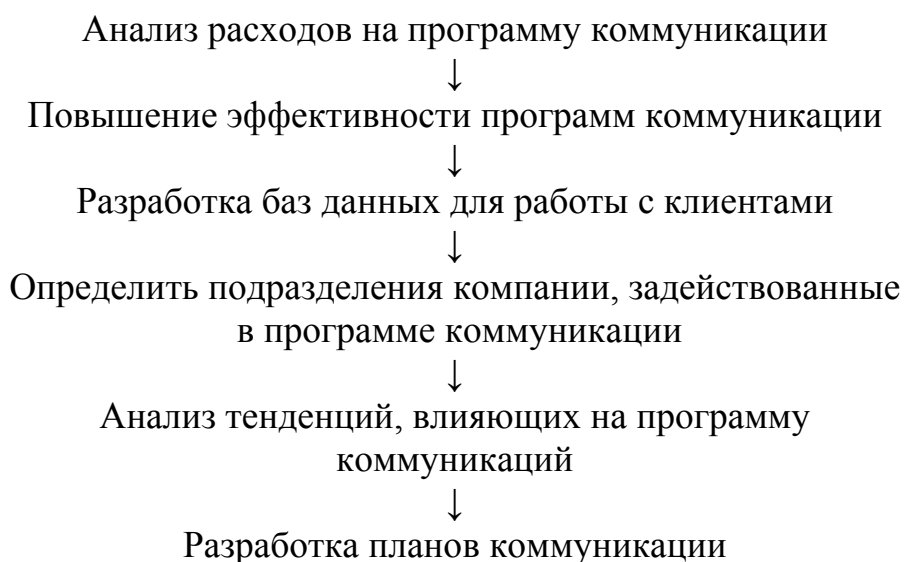 Анализ расходов на программу коммуникации
↓
Повышение эффективности программ коммуникации
↓
Разработка баз данных для работы с клиентами
↓
Определить подразделения компании, задействованные
в программе коммуникации
↓
Анализ тенденций, влияющих на программу
коммуникаций
↓
Разработка планов коммуникации